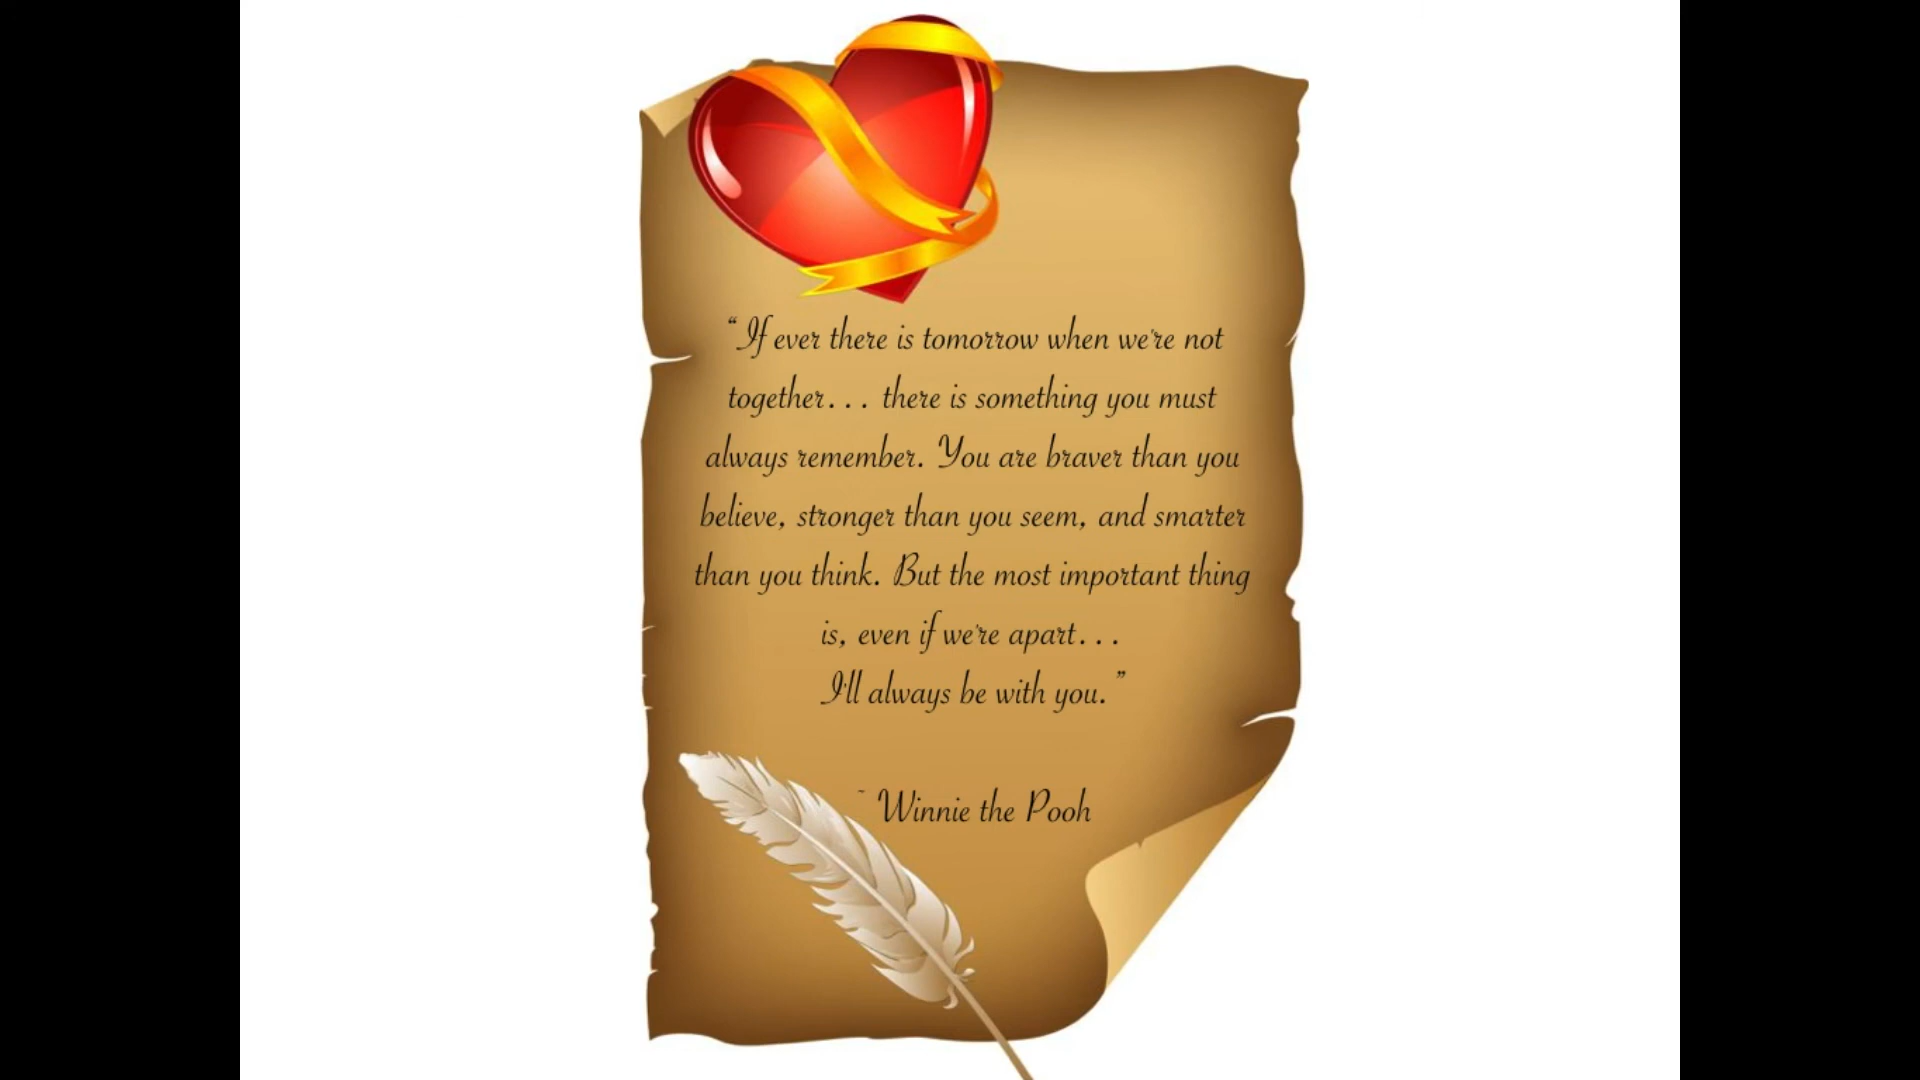 “If ever there is tomorrow when we're not
together... there is something you must
always remember. You are braver than you
believe, stronger than you seem, and smarter
than you think. But the most important thing
is, even if we're apart...
I'll always be with you.”
~ Winnie the Pooh